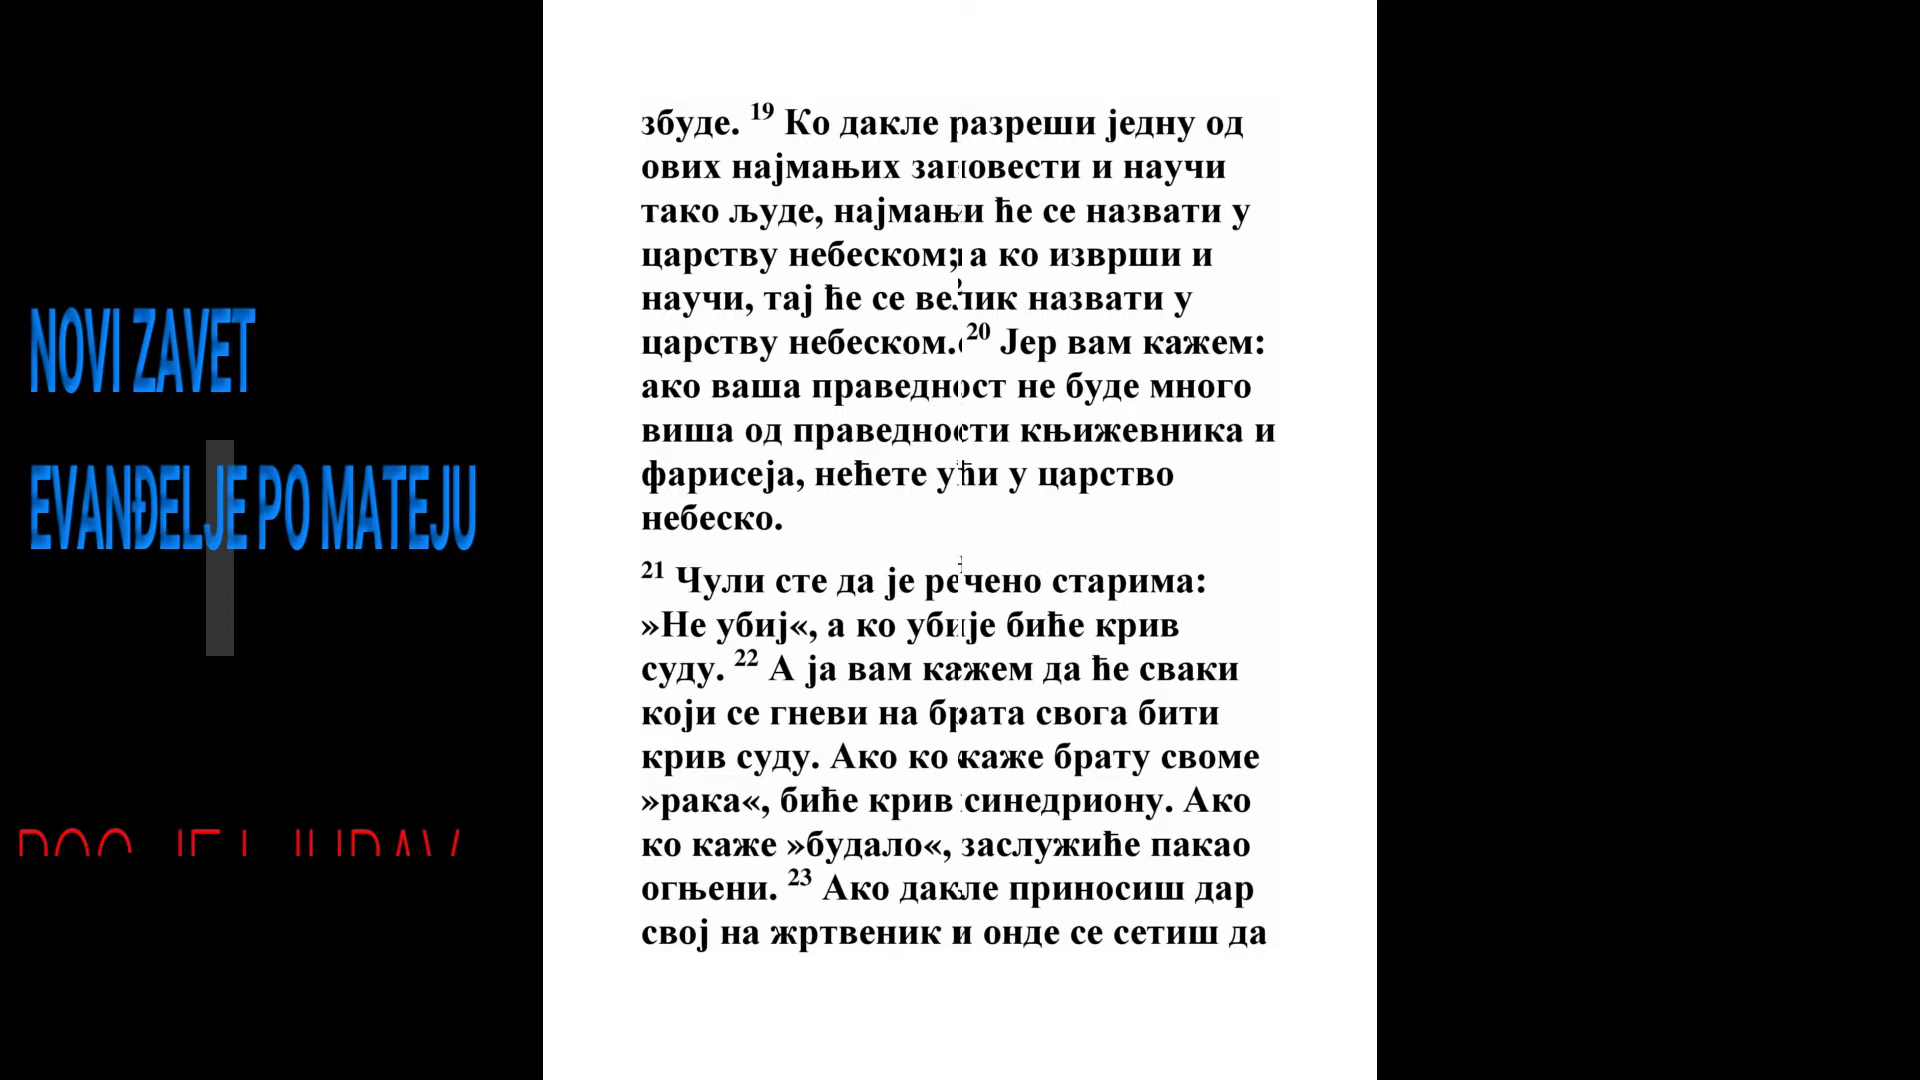 NOVI ZAVET
EVANĐELJE PO MATEJU
збуде. 19 Ко дакле разреши једну од
ових најмањих заповести и научи
тако људе, најмањи ће се назвати у
царству небеском; а ко изврши и
научи, тај ће се велик назвати у
царству небеском. 20 Јер вам кажем:
ако ваша праведност не буде много
виша од праведности књижевника и
фарисеја, нећете ући у царство
небеско.
21 Чули сте да је речено старима:
»Не убиј«, а ко убије биће крив
суду. 22 А ја вам кажем да ће сваки
који се гневи на брата свога бити
крив суду. Ако ко каже брату своме
»рака«, биће крив синедриону. Ако
ко каже »будало«, заслужиће пакао
огњени. 23 Ако дакле приносиш дар
свој на жртвеник и онде се сетиш да